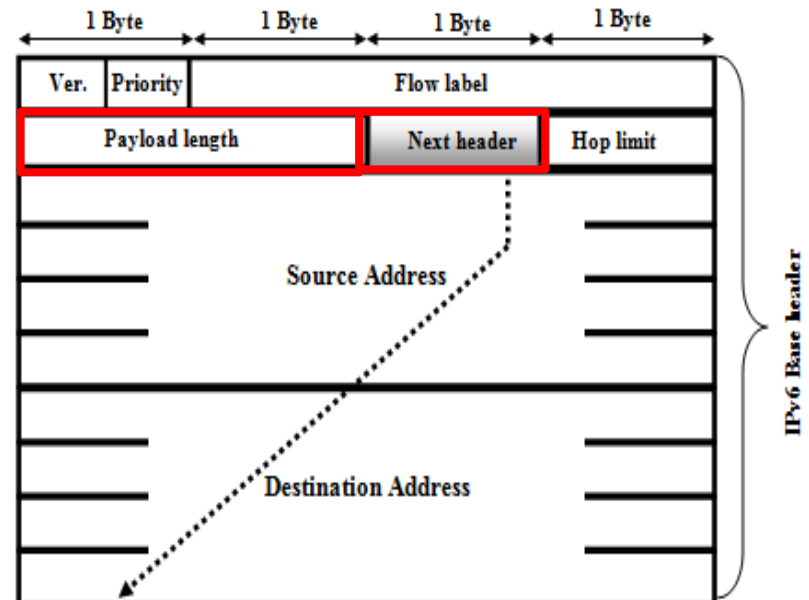 1 Byte 1 Byte 1 Byte 1 Byte
Ver. Priority Flow label
Payload length Next header Hop limit
Source Address
Destination Address
IPv6 Base header